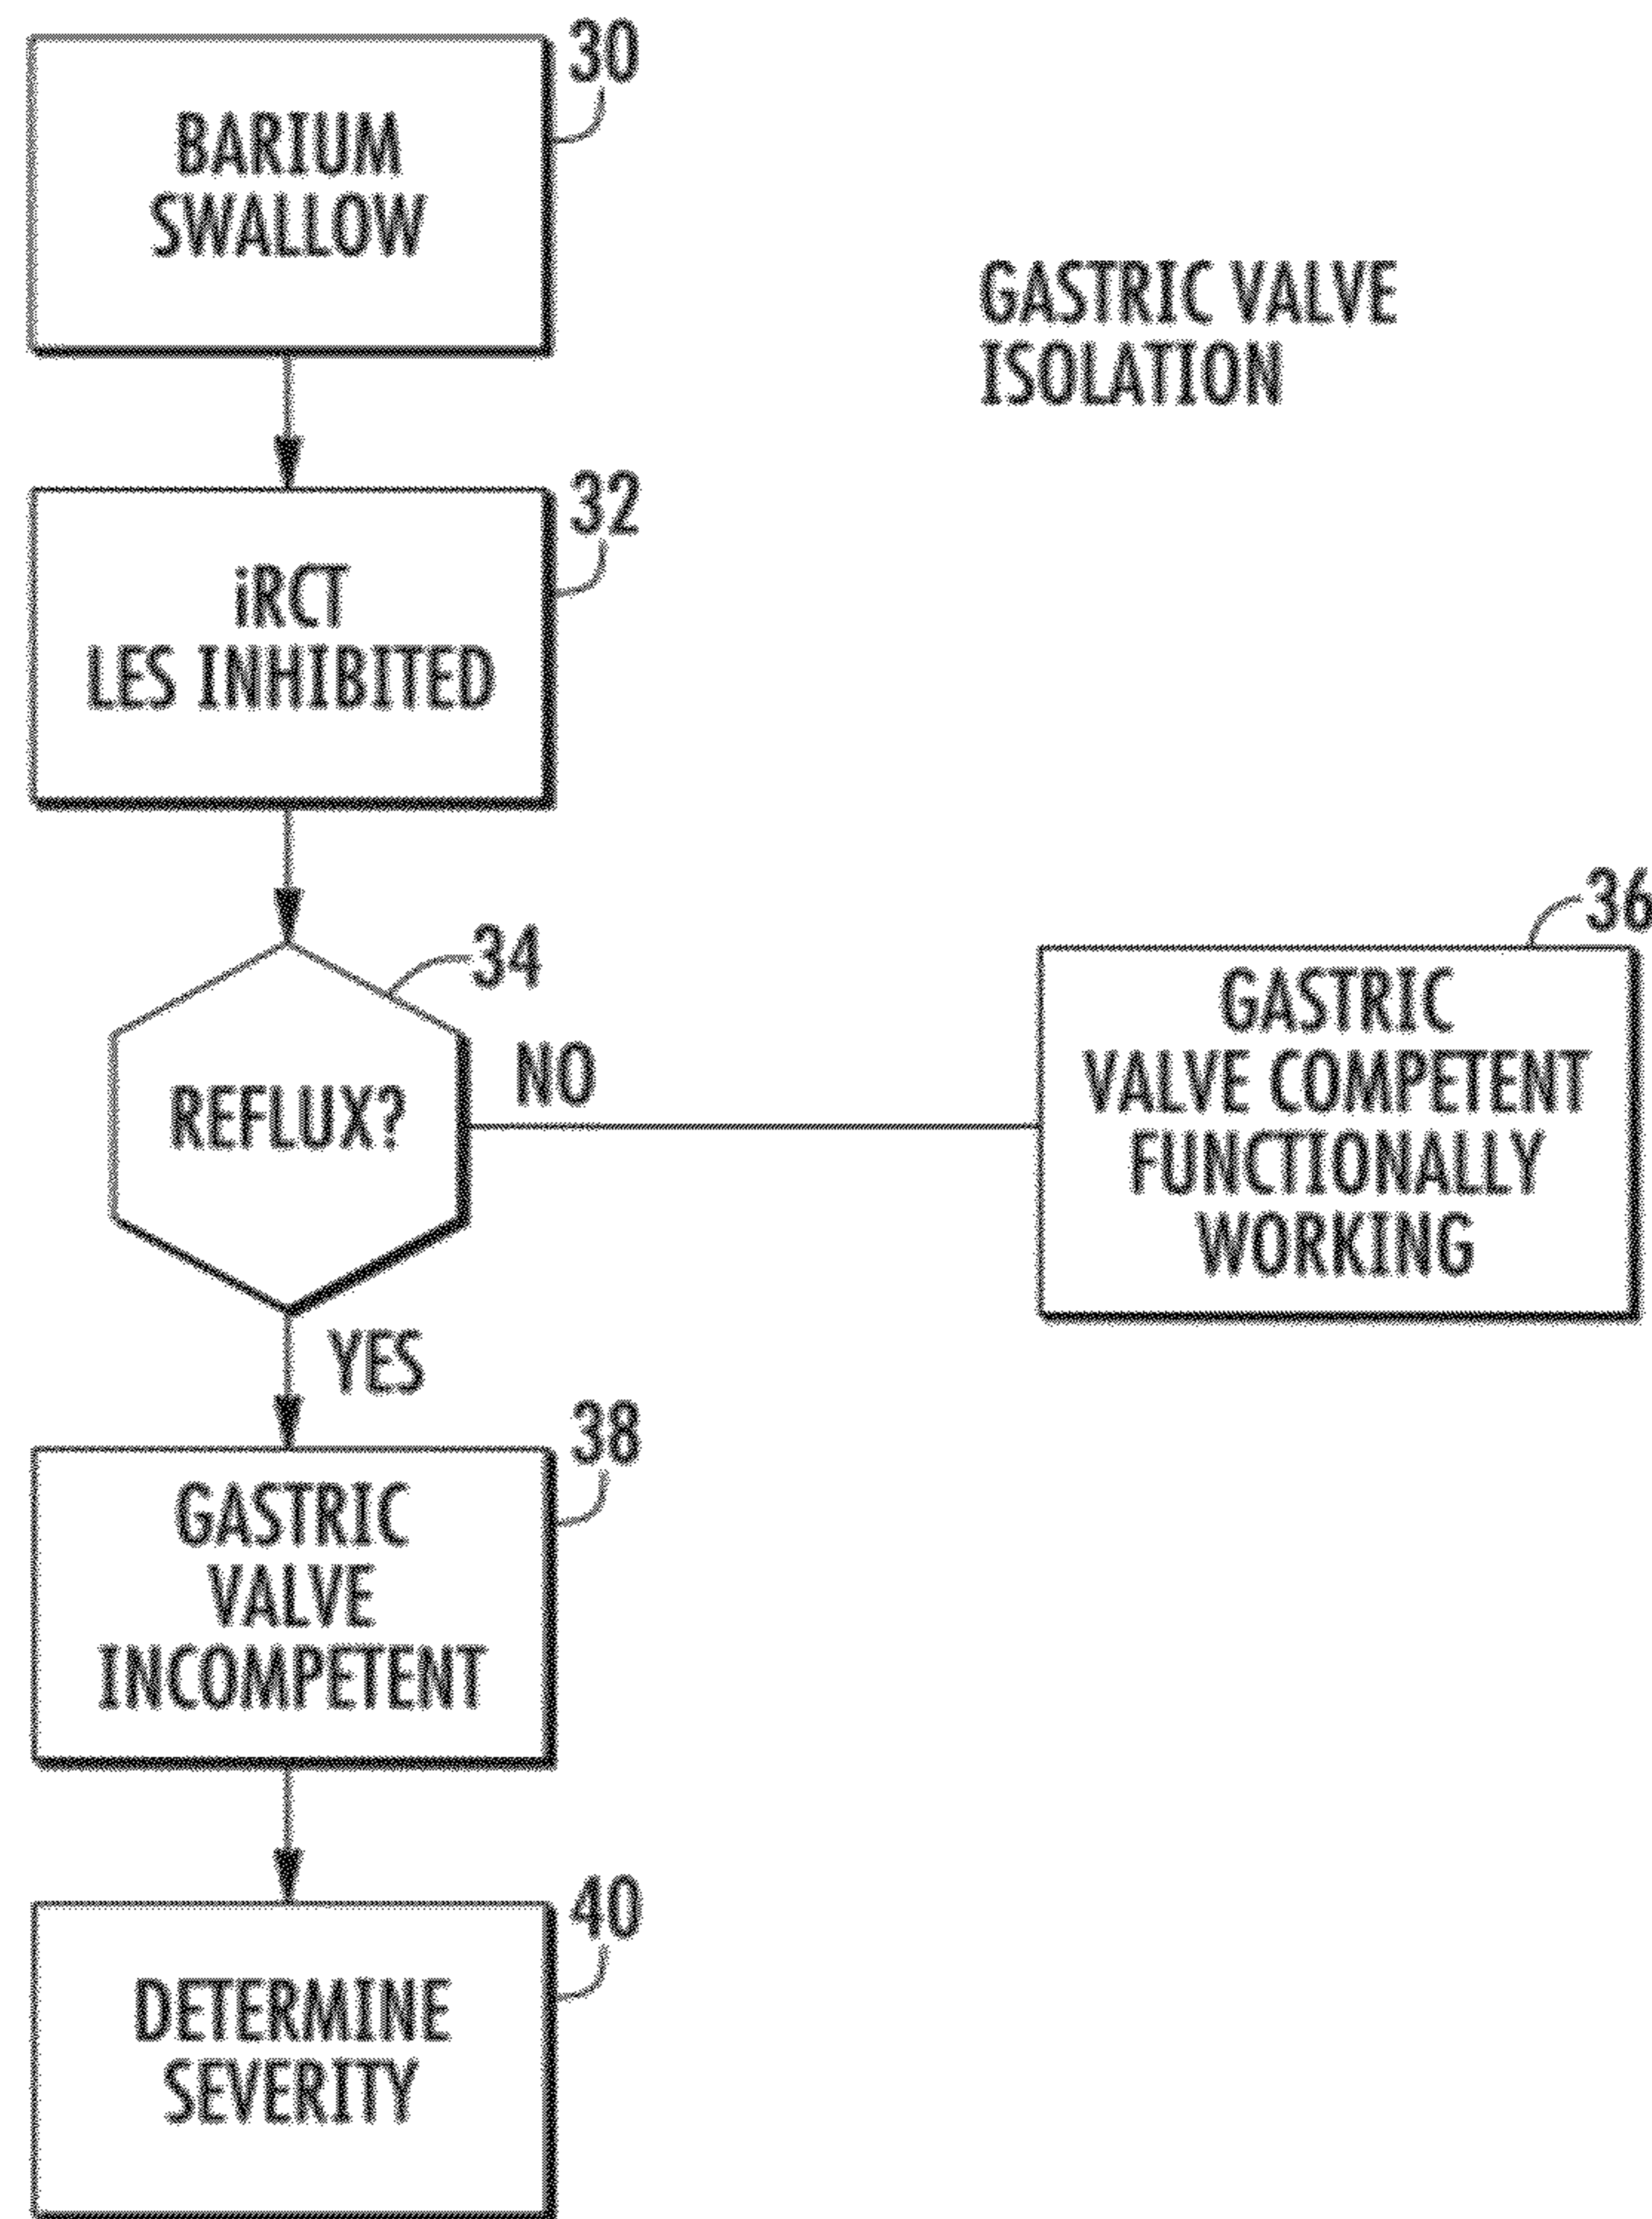 30
BARIUM
SWALLOW
GASTRIC VALVE
ISOLATION
32
iRCT
LES INHIBITED
34
REFLUX?
NO
36
GASTRIC
VALVE COMPETENT
FUNCTIONALLY
WORKING
YES
38
GASTRIC
VALVE
INCOMPETENT
40
DETERMINE
SEVERITY